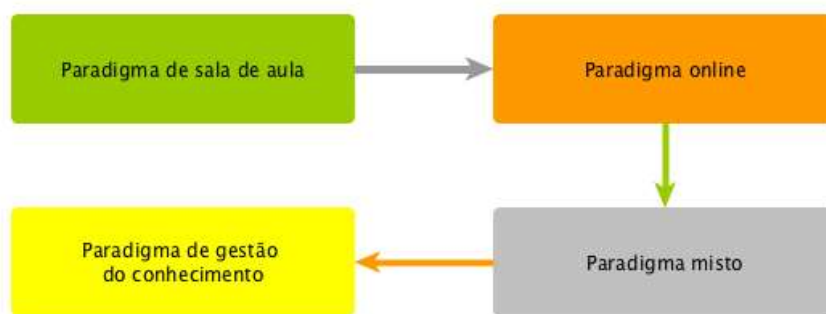 Paradigma de sala de aula
Paradigma online
Paradigma de gestão
do conhecimento
Paradigma misto